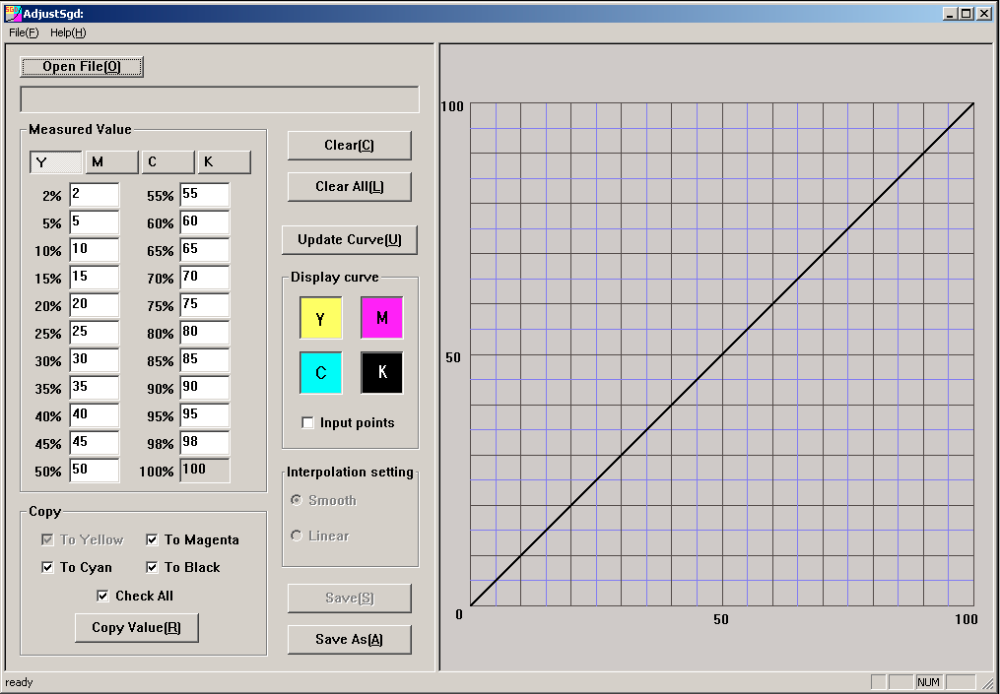 AdjustSgd:
File(F) Help(H)
Open File(O)
Measured Value
Y M C K
2% 2 55% 55
5% 5 60% 60
10% 10 65% 65
15% 15 70% 70
20% 20 75% 75
25% 25 80% 80
30% 30 85% 85
35% 35 90% 90
40% 40 95% 95
45% 45 98% 98
50% 50 100% 100
Copy
To Yellow To Magenta
To Cyan To Black
Check All
Copy Value(R)
Clear(C)
Clear All(L)
Update Curve(U)
Display curve
Y M
C K
Input points
Interpolation setting
Smooth
Linear
Save(S)
Save As(A)
100
50
0 50 100
ready NUM